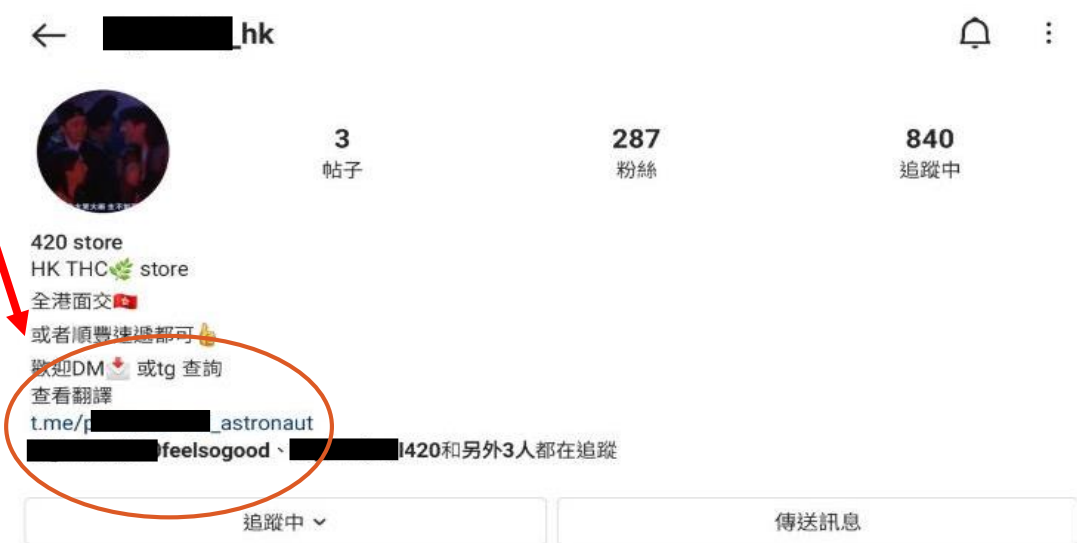 _hk
3
287
840
帖子
粉絲
追蹤中
420 store
HK THC🌿 store
全港面交🇭🇰
或者順豐速遞都可👍
歡迎DM📩 或tg 查詢
查看翻譯
t.me/p _astronaut
feelsogood、 l420和另外3人都在追蹤
追蹤中
傳送訊息